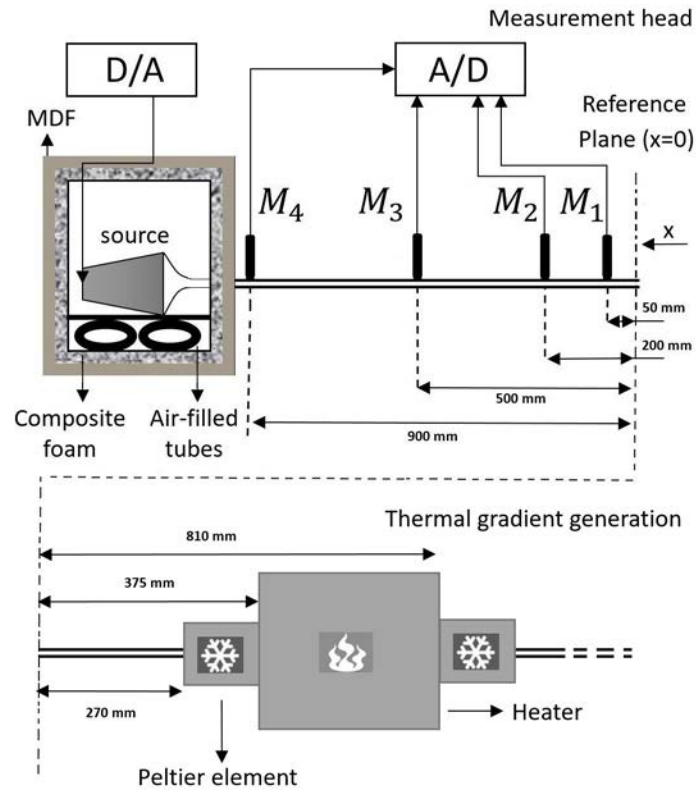 Measurement head
D/A
A/D
MDF
Reference
Plane (x=0)
M₄
M₃
M₂
M₁
source
x
50 mm
200 mm
500 mm
900 mm
Composite
foam
Air-filled
tubes
Thermal gradient generation
810 mm
375 mm
270 mm
Heater
Peltier element